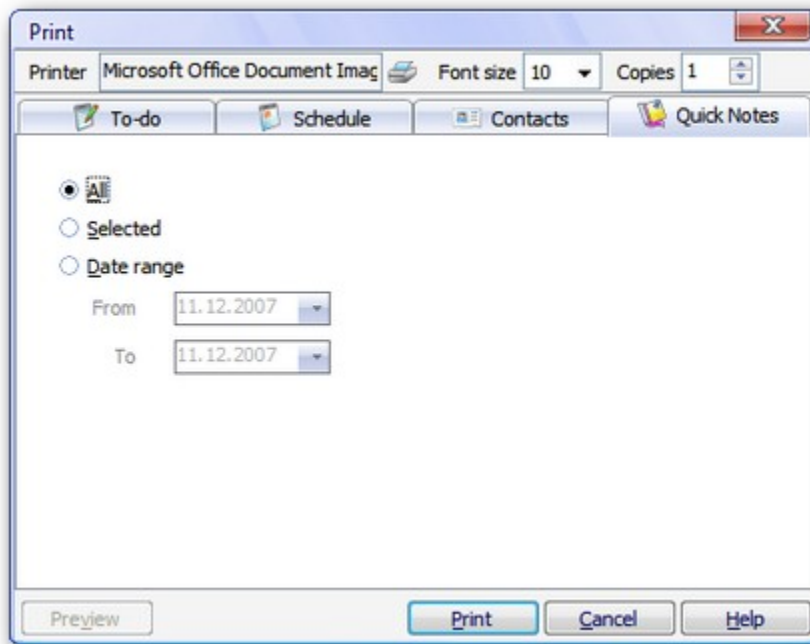 Print
Printer Microsoft Office Document Imag Font size 10 Copies 1
To-do Schedule Contacts Quick Notes
All
Selected
Date range
From 11.12.2007
To 11.12.2007
Preview Print Cancel Help